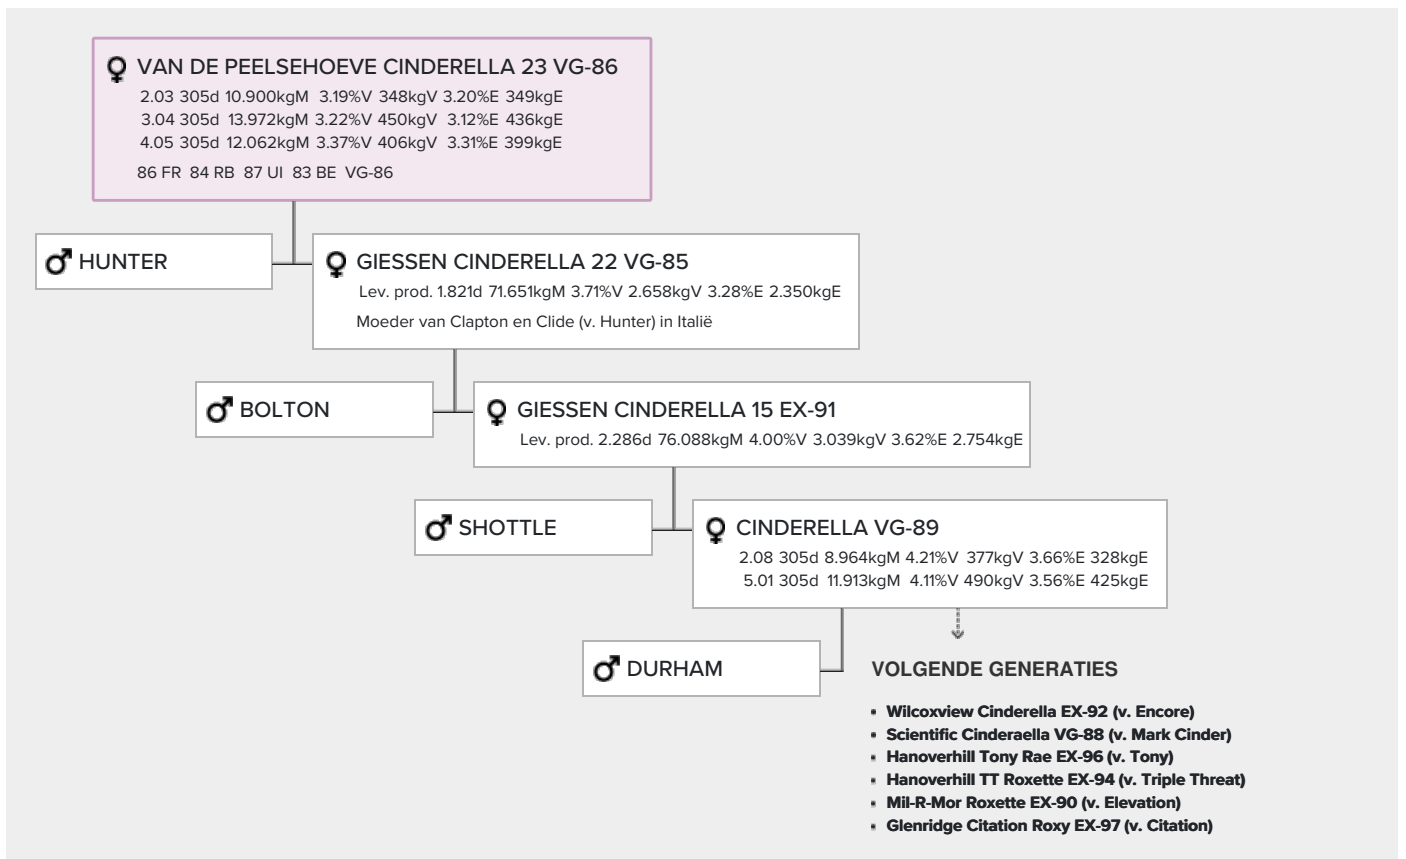 VAN DE PEELSEHOEVE CINDERELLA 23 VG-86
2.03 305d 10.900kgM 3.19%V 348kgV 3.20%E 349kgE
3.04 305d 13.972kgM 3.22%V 450kgV 3.12%E 436kgE
4.05 305d 12.062kgM 3.37%V 406kgV 3.31%E 399kgE
86 FR 84 RB 87 UI 83 BE VG-86
HUNTER
GIESSEN CINDERELLA 22 VG-85
Lev. prod. 1.821d 71.651kgM 3.71%V 2.658kgV 3.28%E 2.350kgE
Moeder van Clapton en Clide (v. Hunter) in Italië
BOLTON
GIESSEN CINDERELLA 15 EX-91
Lev. prod. 2.286d 76.088kgM 4.00%V 3.039kgV 3.62%E 2.754kgE
SHOTTLE
CINDERELLA VG-89
2.08 305d 8.964kgM 4.21%V 377kgV 3.66%E 328kgE
5.01 305d 11.913kgM 4.11%V 490kgV 3.56%E 425kgE
DURHAM
VOLGENDE GENERATIES
• Wilcoxview Cinderella EX-92 (v. Encore)
• Scientific Cinderaella VG-88 (v. Mark Cinder)
• Hanoverhill Tony Rae EX-96 (v. Tony)
• Hanoverhill TT Roxette EX-94 (v. Triple Threat)
• Mil-R-Mor Roxette EX-90 (v. Elevation)
• Glenridge Citation Roxy EX-97 (v. Citation)